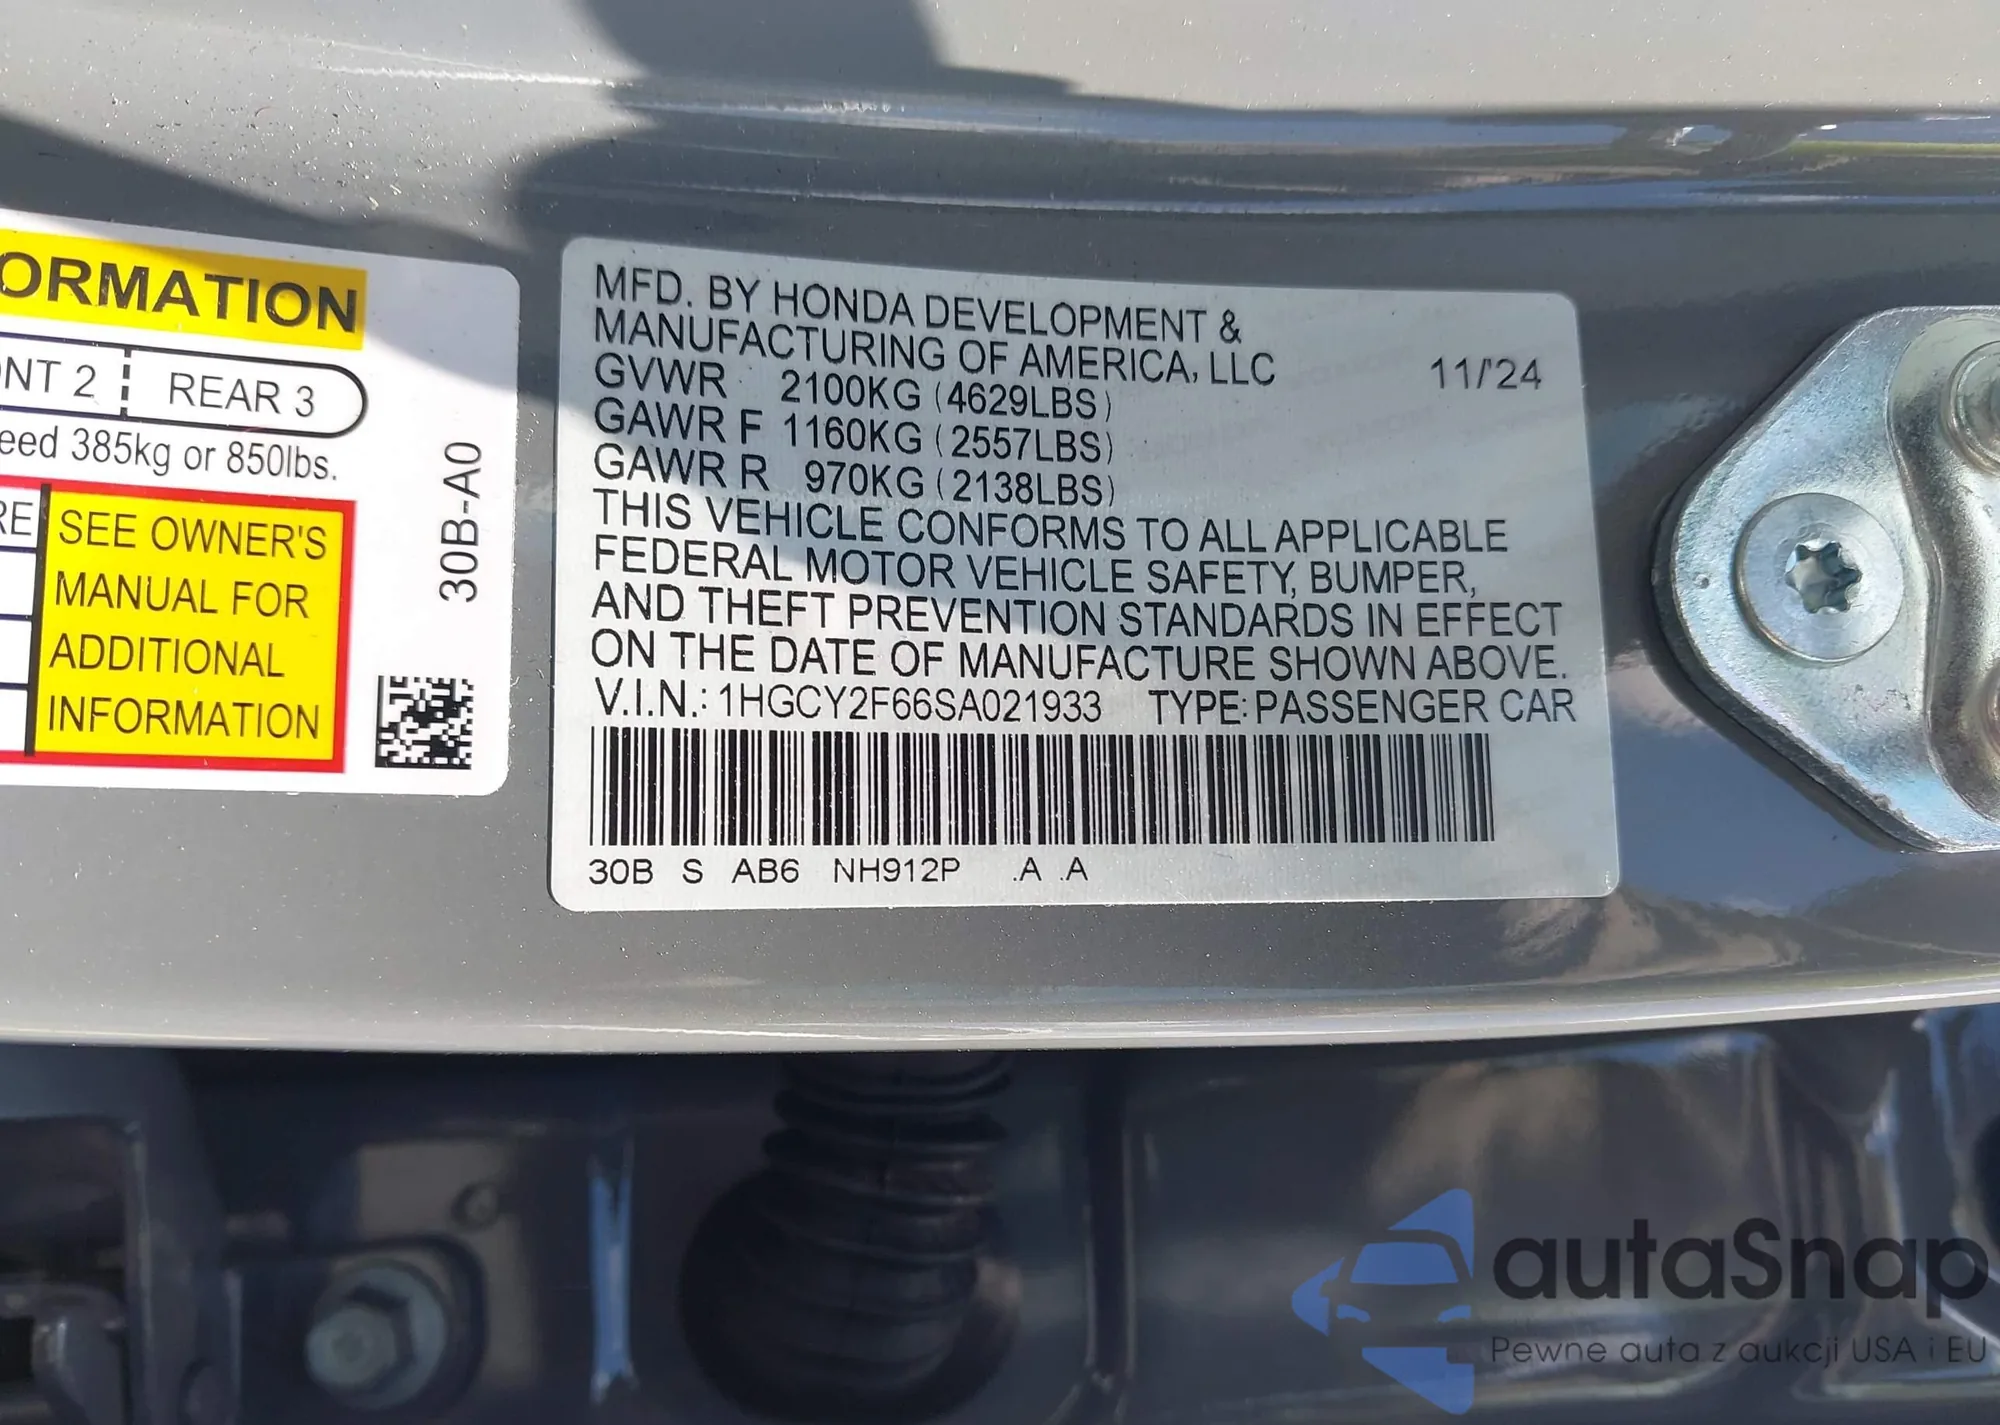 ORMATION
NT 2
REAR 3
eed 385kg or 850lbs.
RE
SEE OWNER'S
MANUAL FOR
ADDITIONAL
INFORMATION
30B-A0
MFD. BY HONDA DEVELOPMENT &
MANUFACTURING OF AMERICA, LLC
11/'24
GVWR 2100KG (4629LBS)
GAWR F 1160KG (2557LBS)
GAWR R 970KG (2138LBS)
THIS VEHICLE CONFORMS TO ALL APPLICABLE
FEDERAL MOTOR VEHICLE SAFETY, BUMPER,
AND THEFT PREVENTION STANDARDS IN EFFECT
ON THE DATE OF MANUFACTURE SHOWN ABOVE.
V.I.N.: 1HGCY2F66SA021933 TYPE: PASSENGER CAR
30B S AB6 NH912P .A .A
autaSnap
Pewne auta z aukcji USA i EU